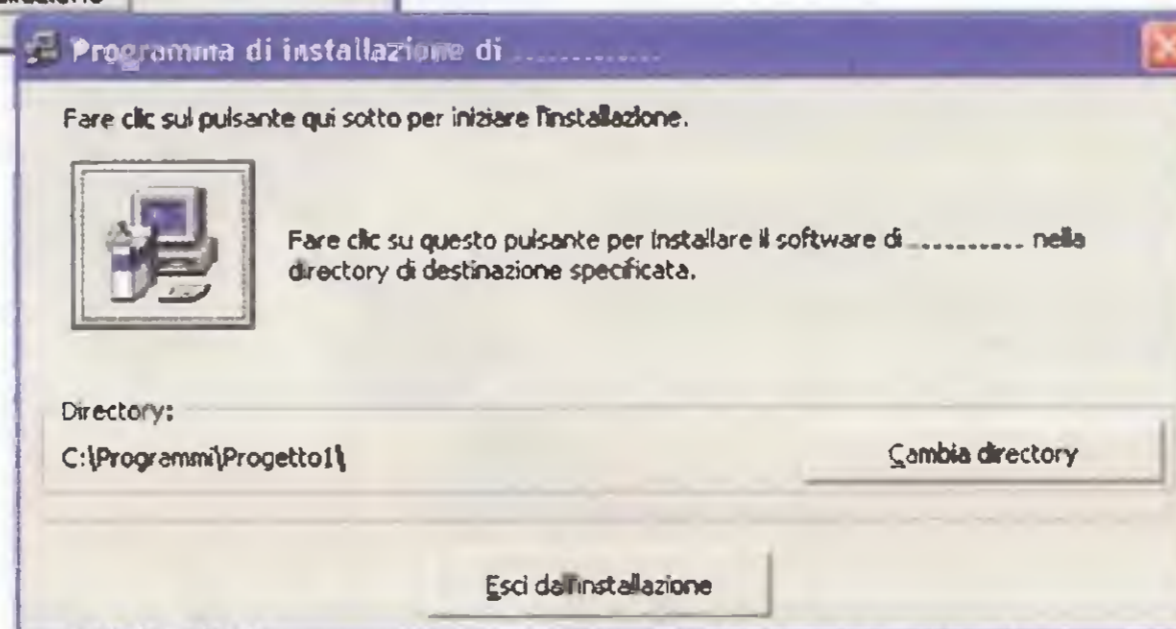 Programma di installazione di .............
Fare clic sul pulsante qui sotto per iniziare l'installazione.
Fare clic su questo pulsante per installare il software di ........... nella
directory di destinazione specificata.
Directory:
C:\Programmi\Progetto1\
Cambia directory
Esci dall'installazione